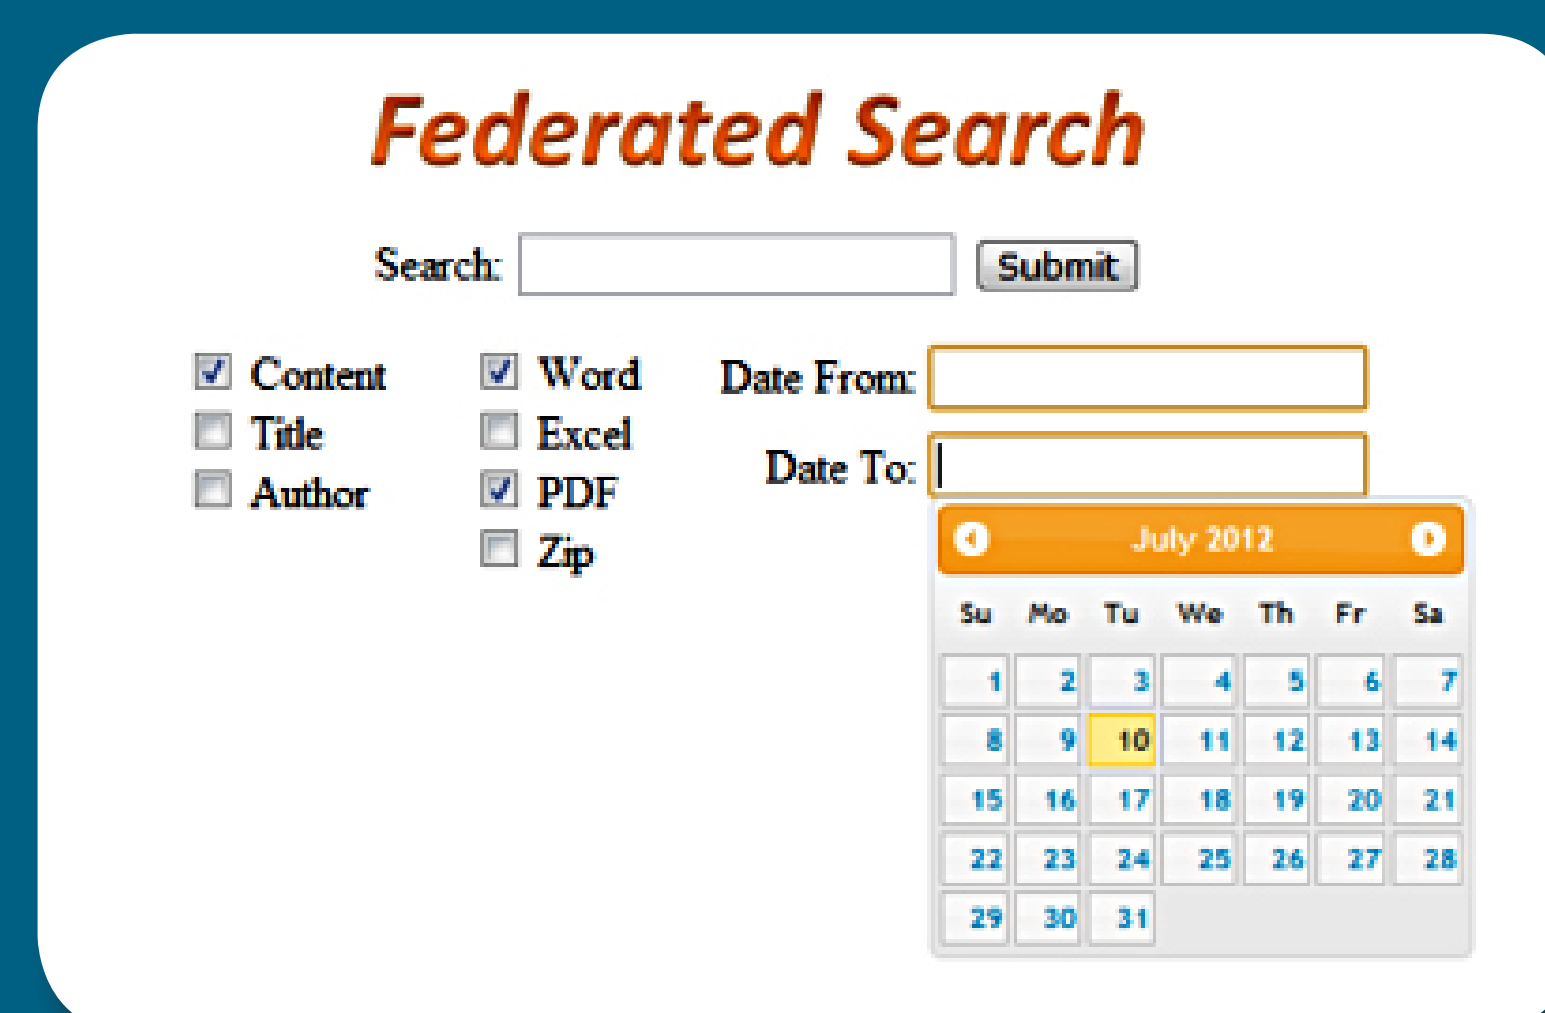 Federated Search
Search: Submit
Content
Title
Author
Word
Excel
PDF
Zip
Date From:
Date To:
July 2012
Su Mo Tu We Th Fr Sa
1 2 3 4 5 6 7
8 9 10 11 12 13 14
15 16 17 18 19 20 21
22 23 24 25 26 27 28
29 30 31